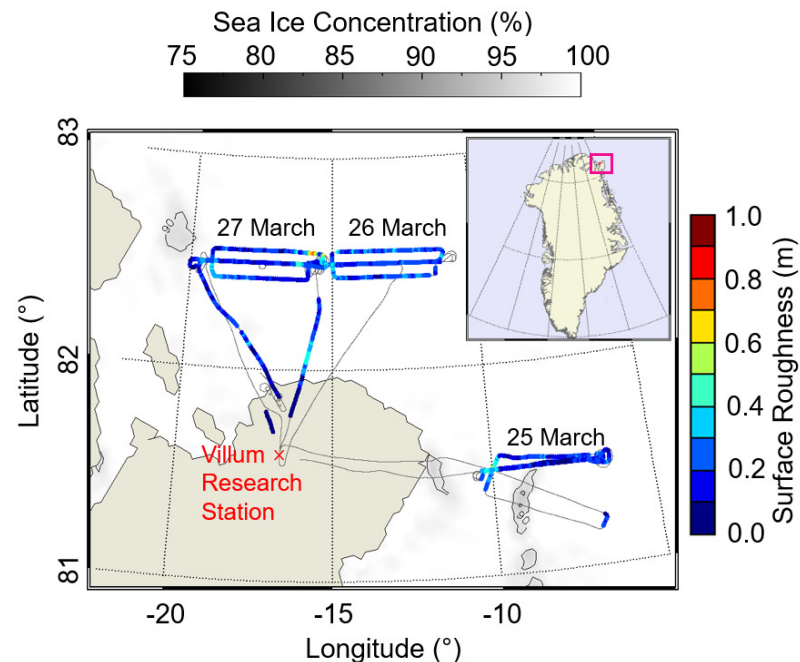 Sea Ice Concentration (%)
75 80 85 90 95 100
83
82
81
Latitude (°)
27 March 26 March
25 March
Villum
Research
Station
-20 -15 -10
Longitude (°)
1.0
0.8
0.6
0.4
0.2
0.0
Surface Roughness (m)